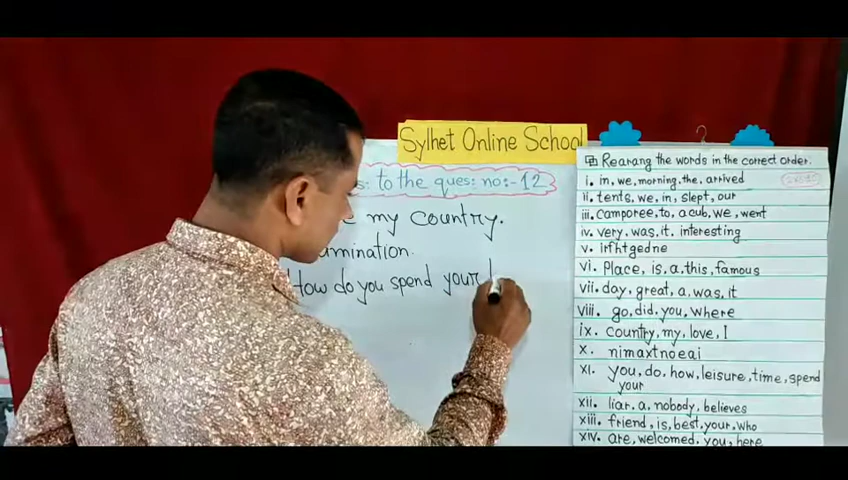 Sylhet Online School
s: to the ques: no:- 12
e my country.
amination.
How do you spend your l
Rearang the words in the correct order.
i. in, we, morning, the, arrived
ii. tents, we, in, slept, our
iii. camporee, to, a cub, we, went
iv. very, was, it, interesting
v. irfhtgedne
vi. Place, is, a, this, famous
vii. day, great, a, was, it
viii. go, did, you, where
ix. country, my, love, I
x. nimaxtnoeai
xi. you, do, how, leisure, time, spend
your
xii. liar, a, nobody, believes
xiii. friend, is, best, your, who
xiv. are, welcomed, you, here